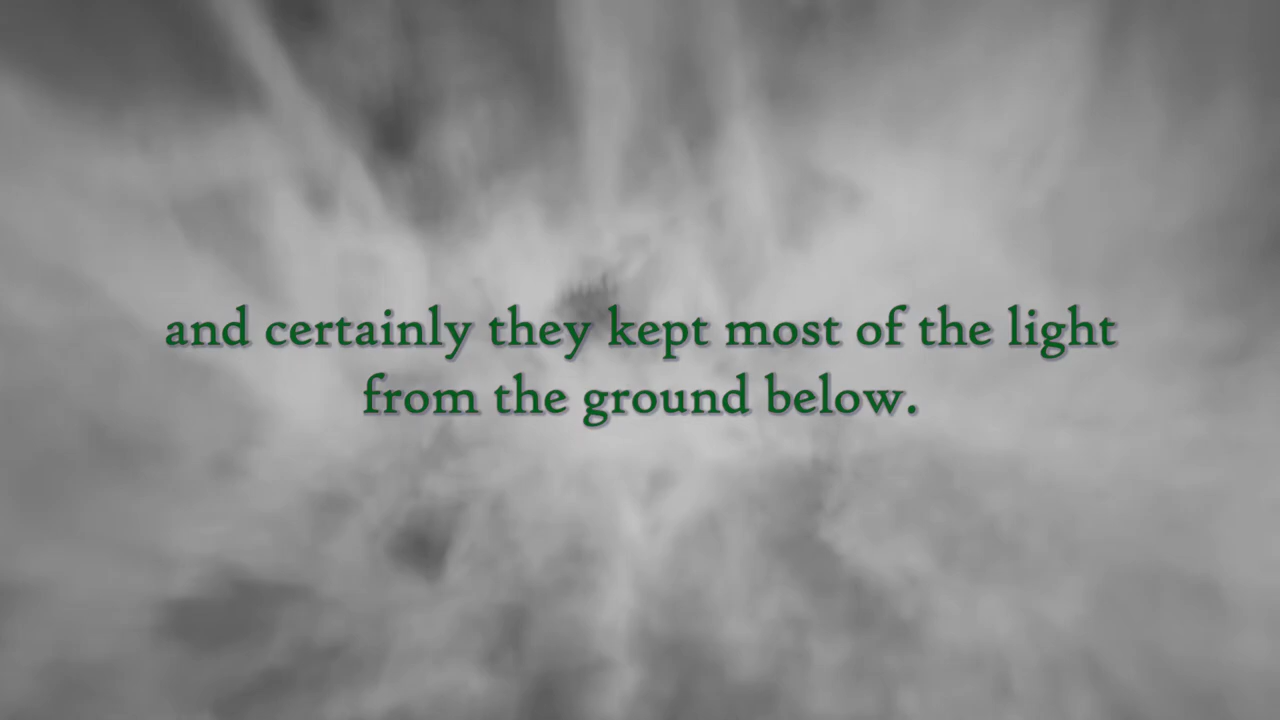 and certainly they kept most of the light
from the ground below.